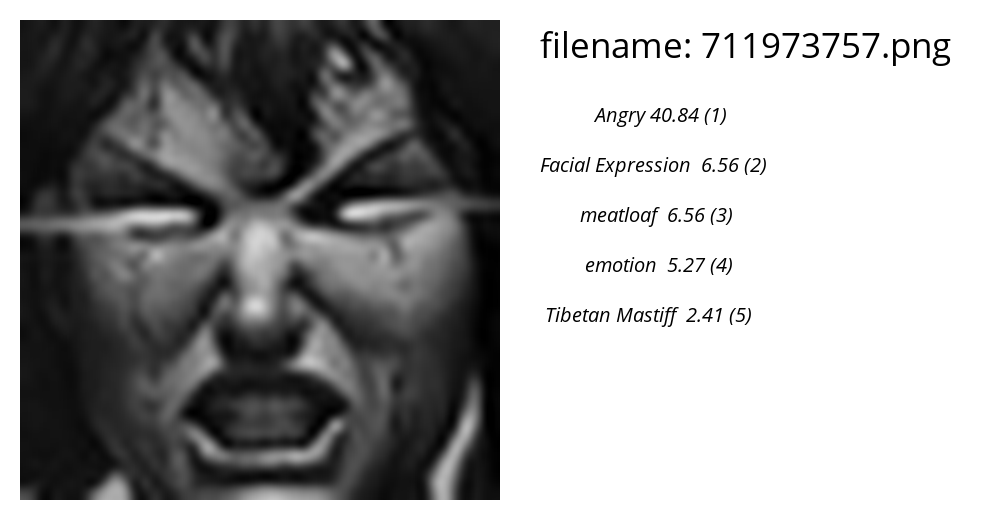 filename: 711973757.png
Angry 40.84 (1)
Facial Expression 6.56 (2)
meatloaf 6.56 (3)
emotion 5.27 (4)
Tibetan Mastiff 2.41 (5)